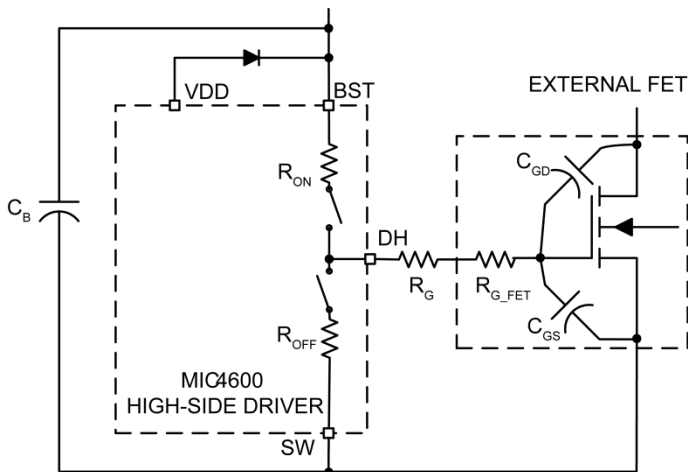 VDD
BST
EXTERNAL FET
R_ON
C_GD
C_B
DH
R_G
R_G_FET
R_OFF
C_GS
MIC4600
HIGH-SIDE DRIVER
SW